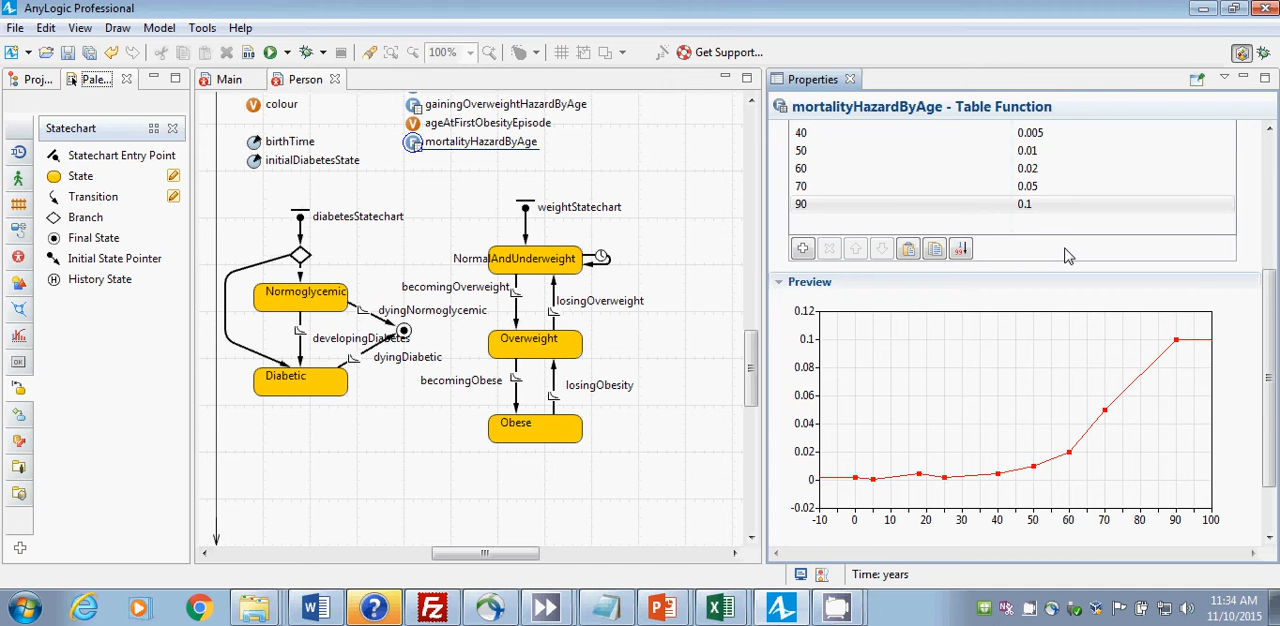 AnyLogic Professional
File Edit View Draw Model Tools Help
100% Get Support...
Proj... Pale...
Main Person
Properties
Statechart
Statechart Entry Point
State
Transition
Branch
Final State
Initial State Pointer
History State
colour
birthTime
initialDiabetesState
gainingOverweightHazardByAge
ageAtFirstObesityEpisode
mortalityHazardByAge
diabetesStatechart
Normoglycemic
dyingNormoglycemic
developingDiabetes
dyingDiabetic
Diabetic
weightStatechart
NormalAndUnderweight
becomingOverweight
losingOverweight
Overweight
becomingObese
losingObesity
Obese
mortalityHazardByAge - Table Function
40 0.005
50 0.01
60 0.02
70 0.05
90 0.1
Preview
0.12
0.1
0.08
0.06
0.04
0.02
0
-0.02
-10 0 10 20 30 40 50 60 70 80 90 100
Time: years
11:34 AM
11/10/2015